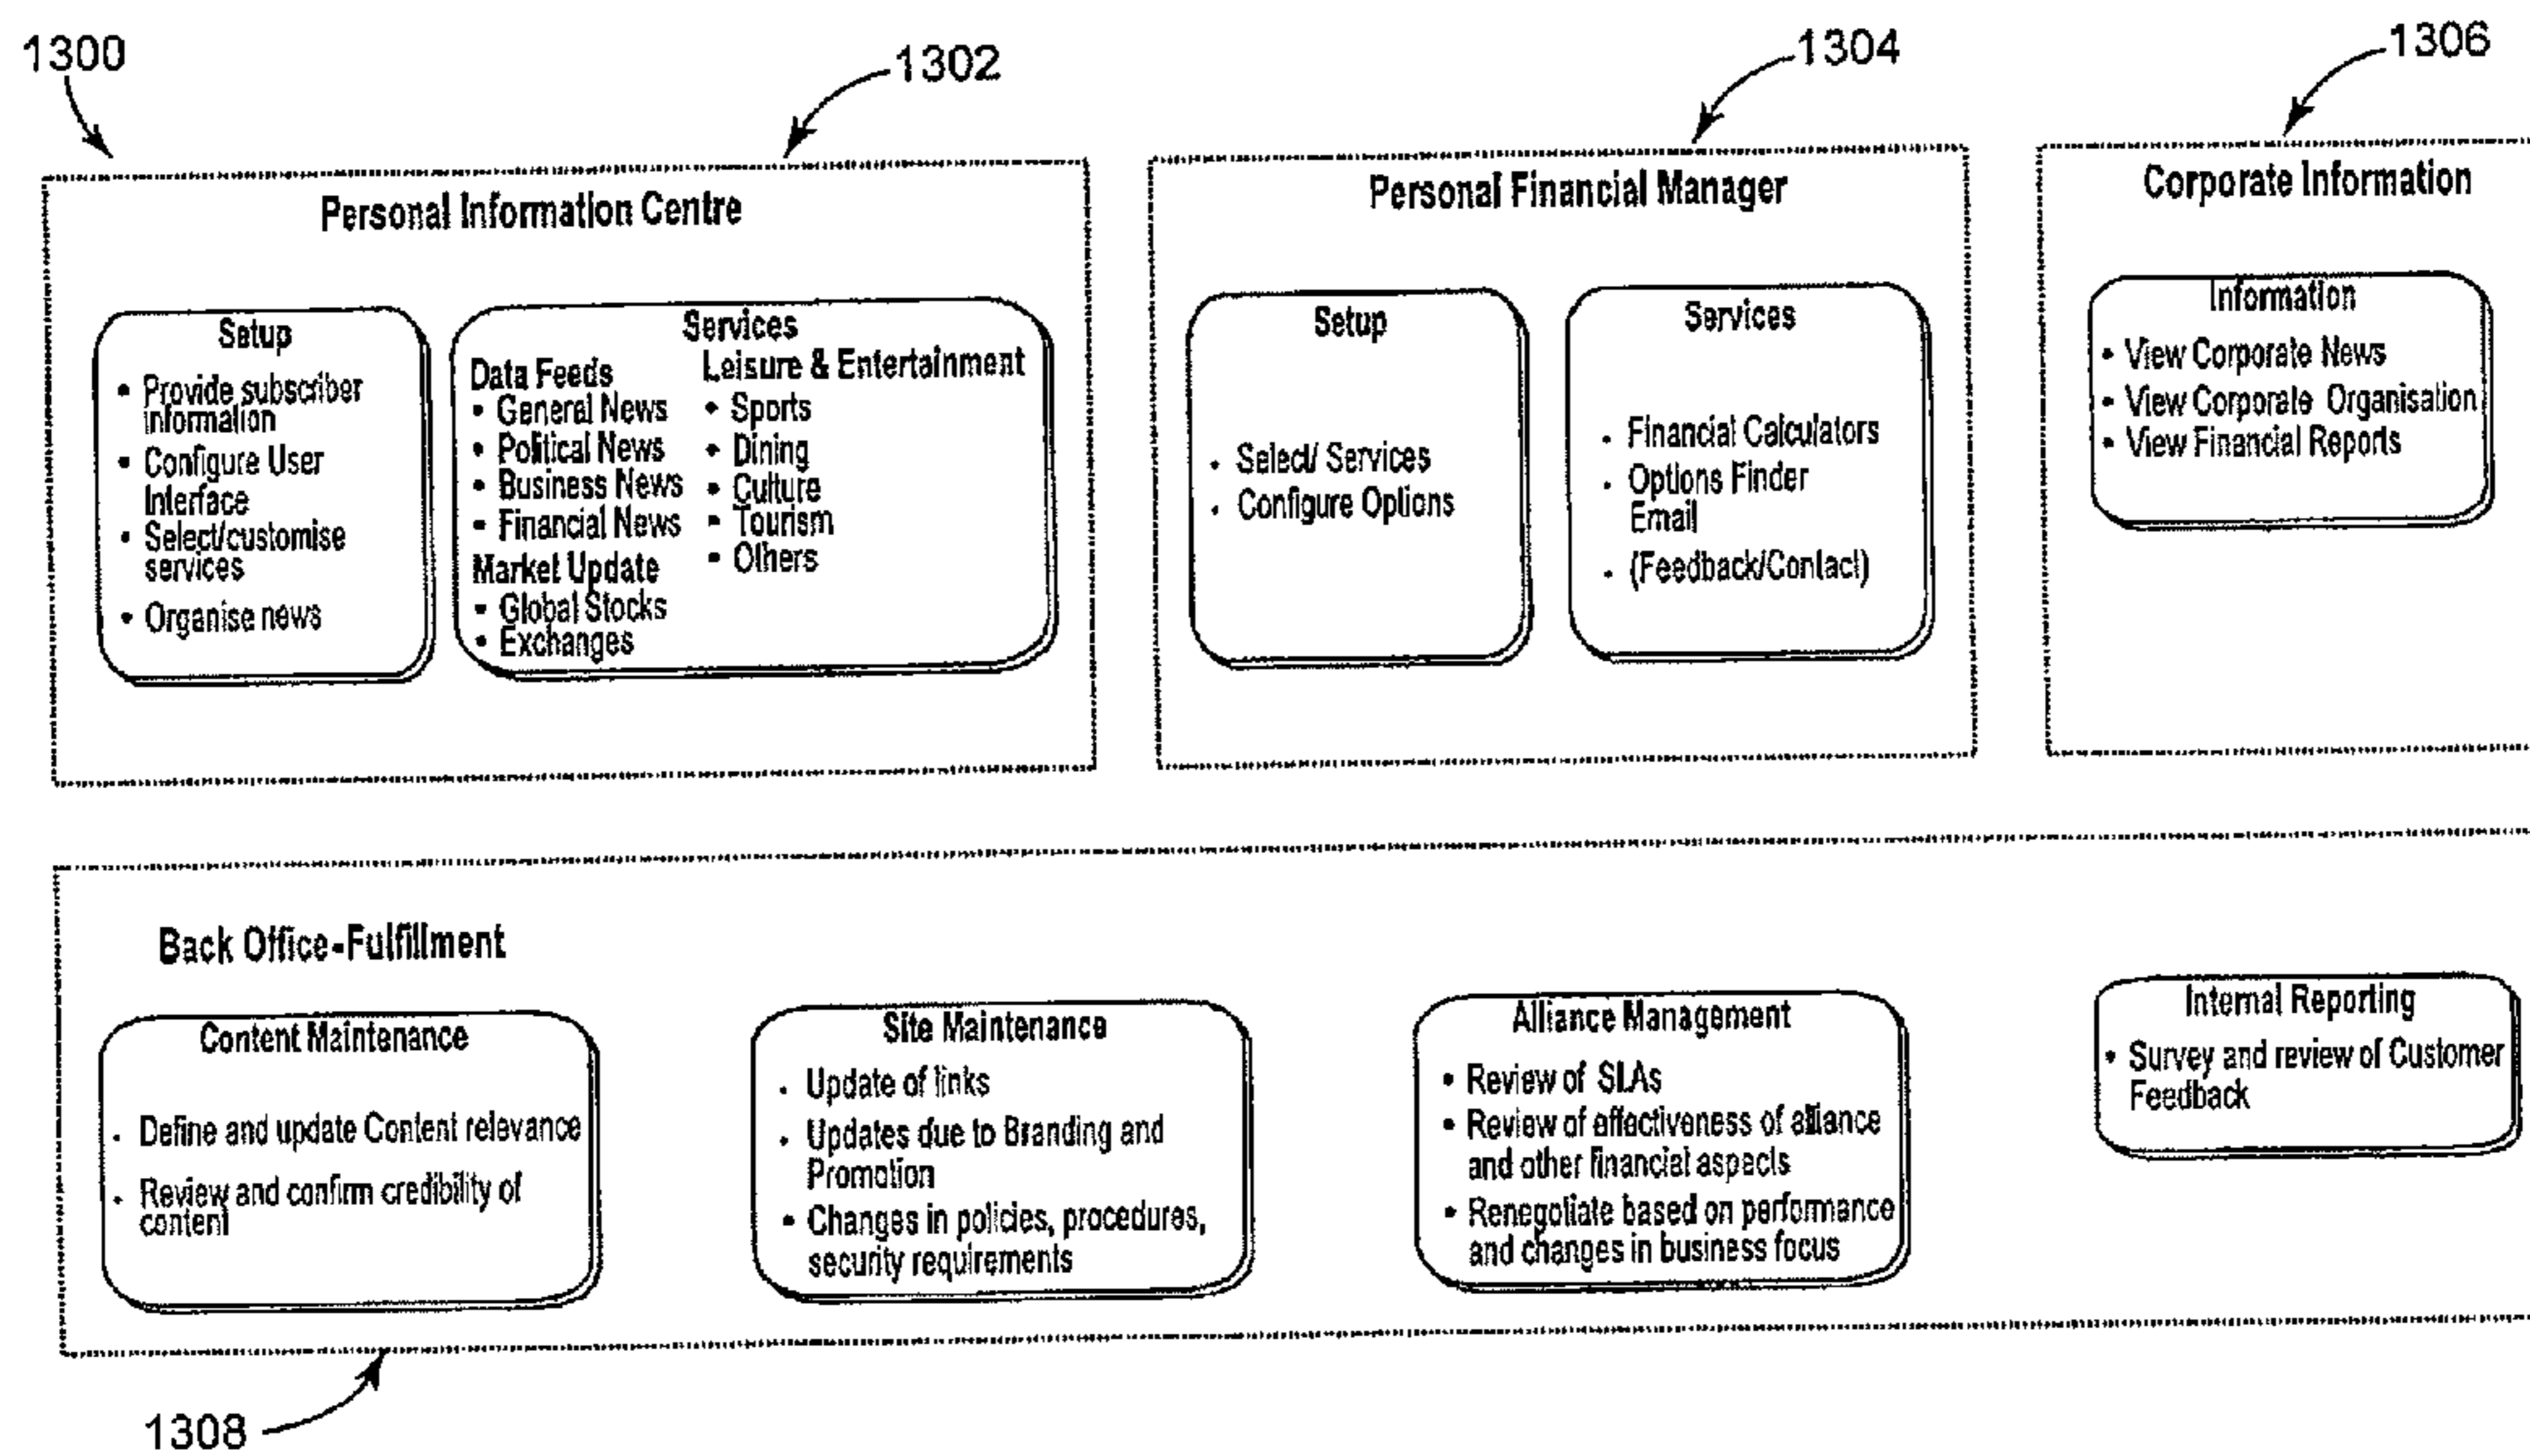 1300
1302
1304
1306
Personal Information Centre
Setup
• Provide subscriber
information
• Configure User
Interface
• Select/customise
services
• Organise news
Services
Data Feeds
• General News
• Political News
• Business News
• Financial News
Market Update
• Global Stocks
• Exchanges
Leisure & Entertainment
• Sports
• Dining
• Culture
• Tourism
• Others
Personal Financial Manager
Setup
• Select/ Services
• Configure Options
Services
• Financial Calculators
• Options Finder
Email
• (Feedback/Contact)
Corporate Information
Information
• View Corporate News
• View Corporate Organisation
• View Financial Reports
Back Office-Fulfillment
Content Maintenance
• Define and update Content relevance
• Review and confirm credibility of
content
Site Maintenance
• Update of links
• Updates due to Branding and
Promotion
• Changes in policies, procedures,
security requirements
Alliance Management
• Review of SLAs
• Review of effectiveness of alliance
and other financial aspects
• Renegotiate based on performance
and changes in business focus
Internal Reporting
• Survey and review of Customer
Feedback
1308